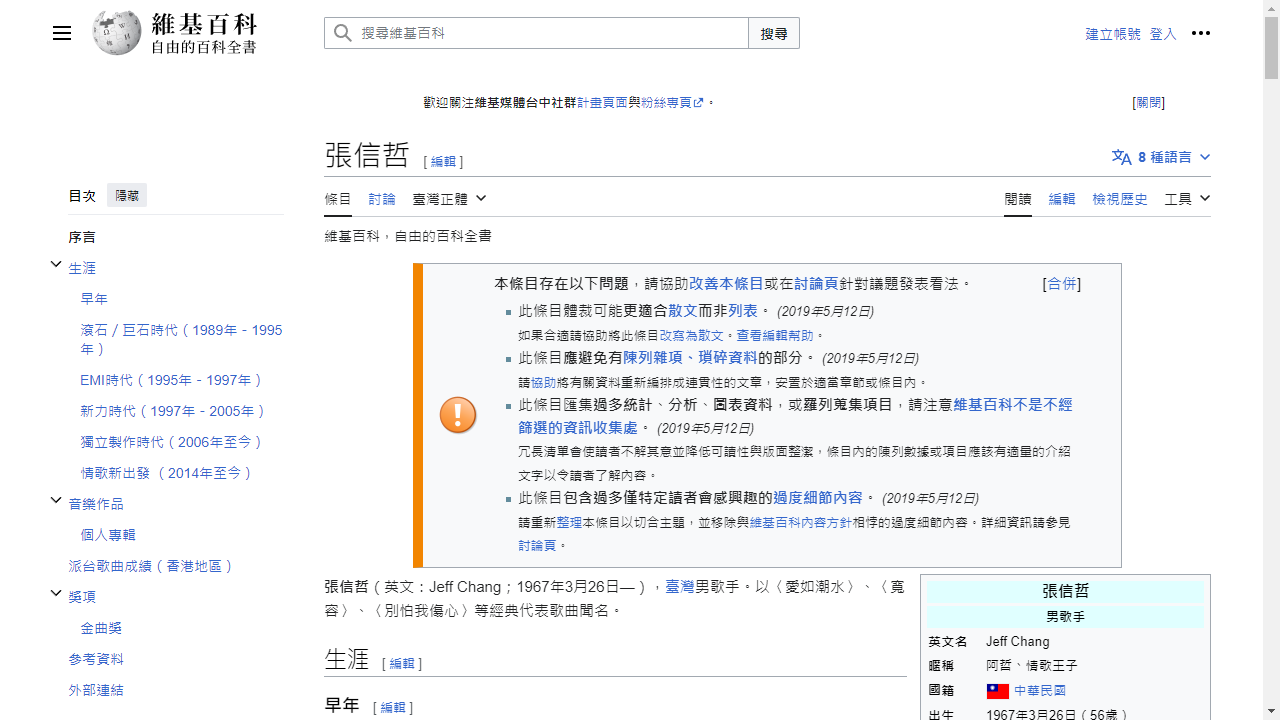 維基百科
自由的百科全書
搜尋維基百科
搜尋
建立帳號 登入
歡迎關注維基媒體台中社群計畫頁面與粉絲專頁。
[關閉]
張信哲 [ 編輯 ]
8 種語言
目次 隱藏
條目 討論 臺灣正體
閱讀 編輯 檢視歷史 工具
序言
生涯
早年
滾石/巨石時代(1989年-1995
年)
EMI時代(1995年-1997年)
新力時代(1997年-2005年)
獨立製作時代(2006年至今)
情歌新出發 (2014年至今)
音樂作品
個人專輯
派台歌曲成績(香港地區)
獎項
金曲獎
參考資料
外部連結
維基百科,自由的百科全書
本條目存在以下問題,請協助改善本條目或在討論頁針對議題發表看法。 [合併]
此條目體裁可能更適合散文而非列表。 (2019年5月12日)
如果合適請協助將此條目改寫為散文。查看編輯幫助。
此條目應避免有陳列雜項、瑣碎資料的部分。 (2019年5月12日)
請協助將有關資料重新編排成連貫性的文章,安置於適當章節或條目內。
此條目匯集過多統計、分析、圖表資料,或羅列蒐集項目,請注意維基百科不是不經
篩選的資訊收集處。 (2019年5月12日)
冗長清單會使讀者不解其意並降低可讀性與版面整潔,條目內的陳列數據或項目應該有適量的介紹
文字以令讀者了解內容。
此條目包含過多僅特定讀者會感興趣的過度細節內容。 (2019年5月12日)
請重新整理本條目以切合主題,並移除與維基百科內容方針相悖的過度細節內容。詳細資訊請參見
討論頁。
張信哲(英文:Jeff Chang;1967年3月26日—),臺灣男歌手。以〈愛如潮水〉、〈寬
容〉、〈別怕我傷心〉等經典代表歌曲聞名。
生涯 [ 編輯 ]
早年 [ 編輯 ]
張信哲
男歌手
英文名 Jeff Chang
暱稱 阿哲、情歌王子
國籍 中華民國
出生 1967年3月26日(56歲)